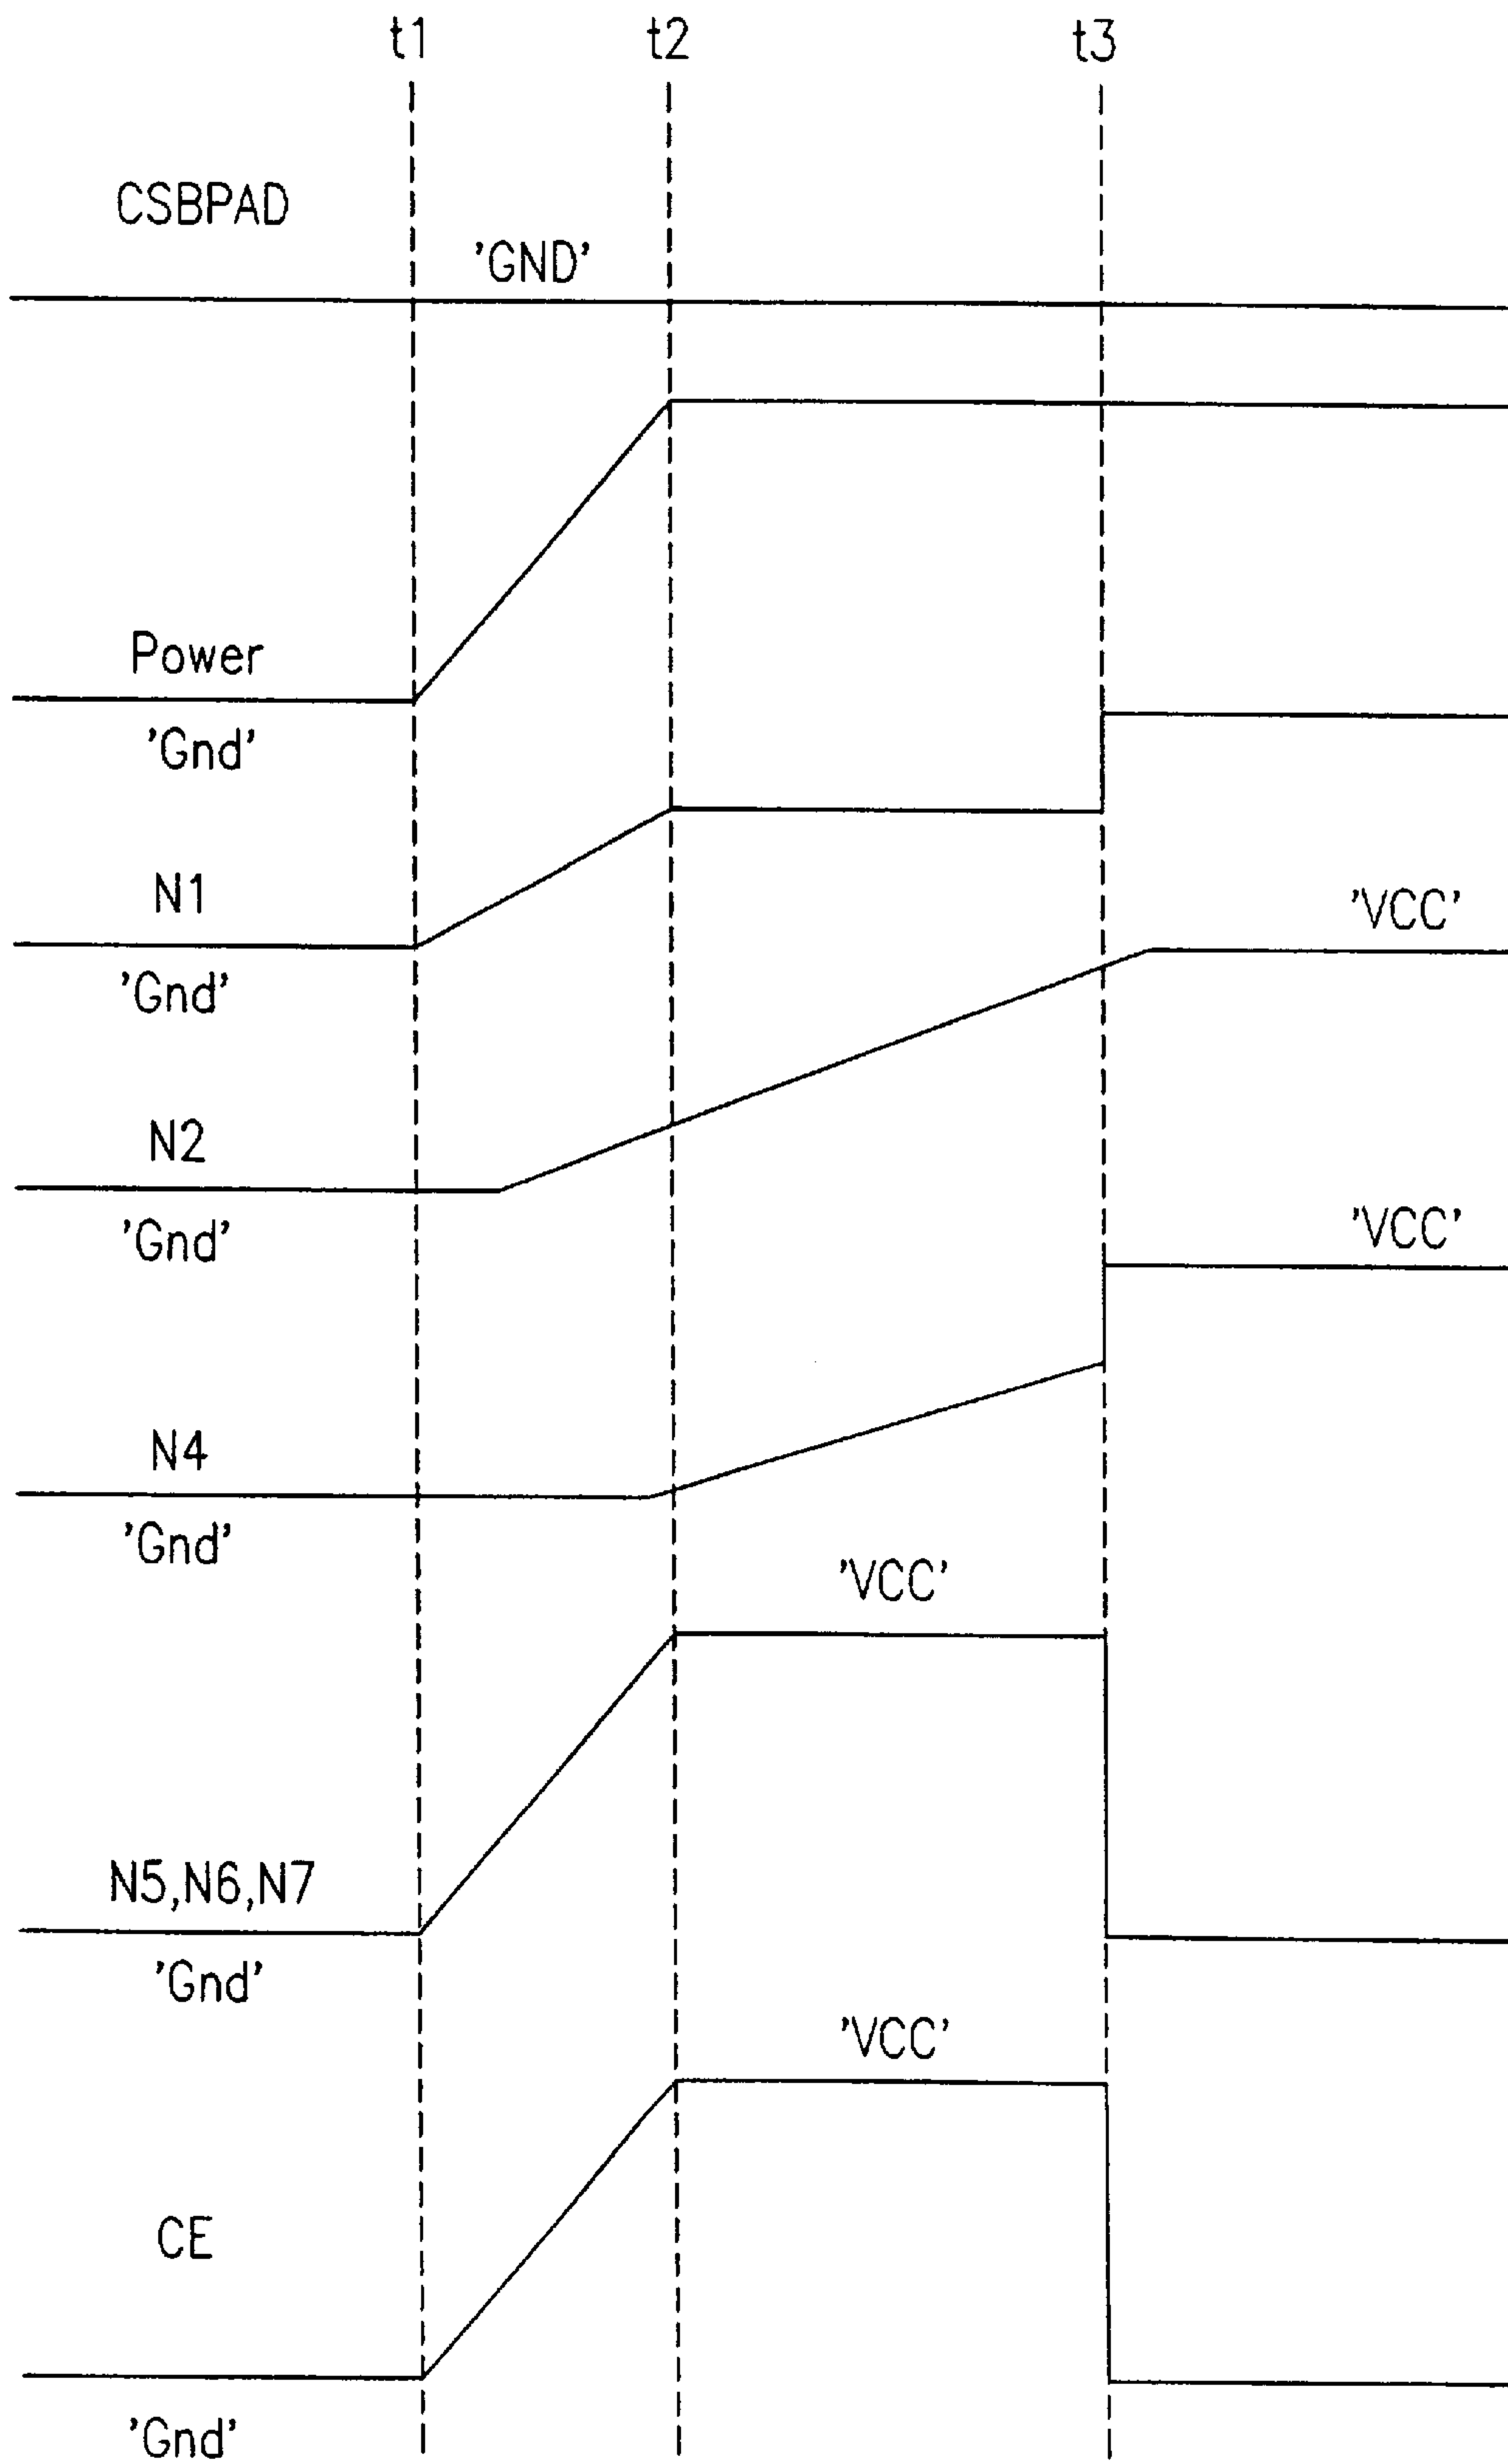 t1 t2 t3
CSBPAD
'GND'
Power
'Gnd'
N1
'VCC'
'Gnd'
N2
'Gnd'
'VCC'
N4
'Gnd'
'VCC'
N5,N6,N7
'Gnd'
'VCC'
CE
'Gnd'